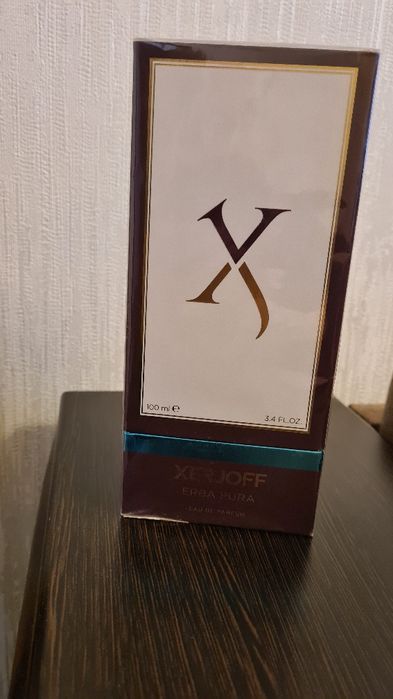 X
100 ml ℮ 3.4 FL.OZ.
XERJOFF
ERBA PURA
EAU DE PARFUM